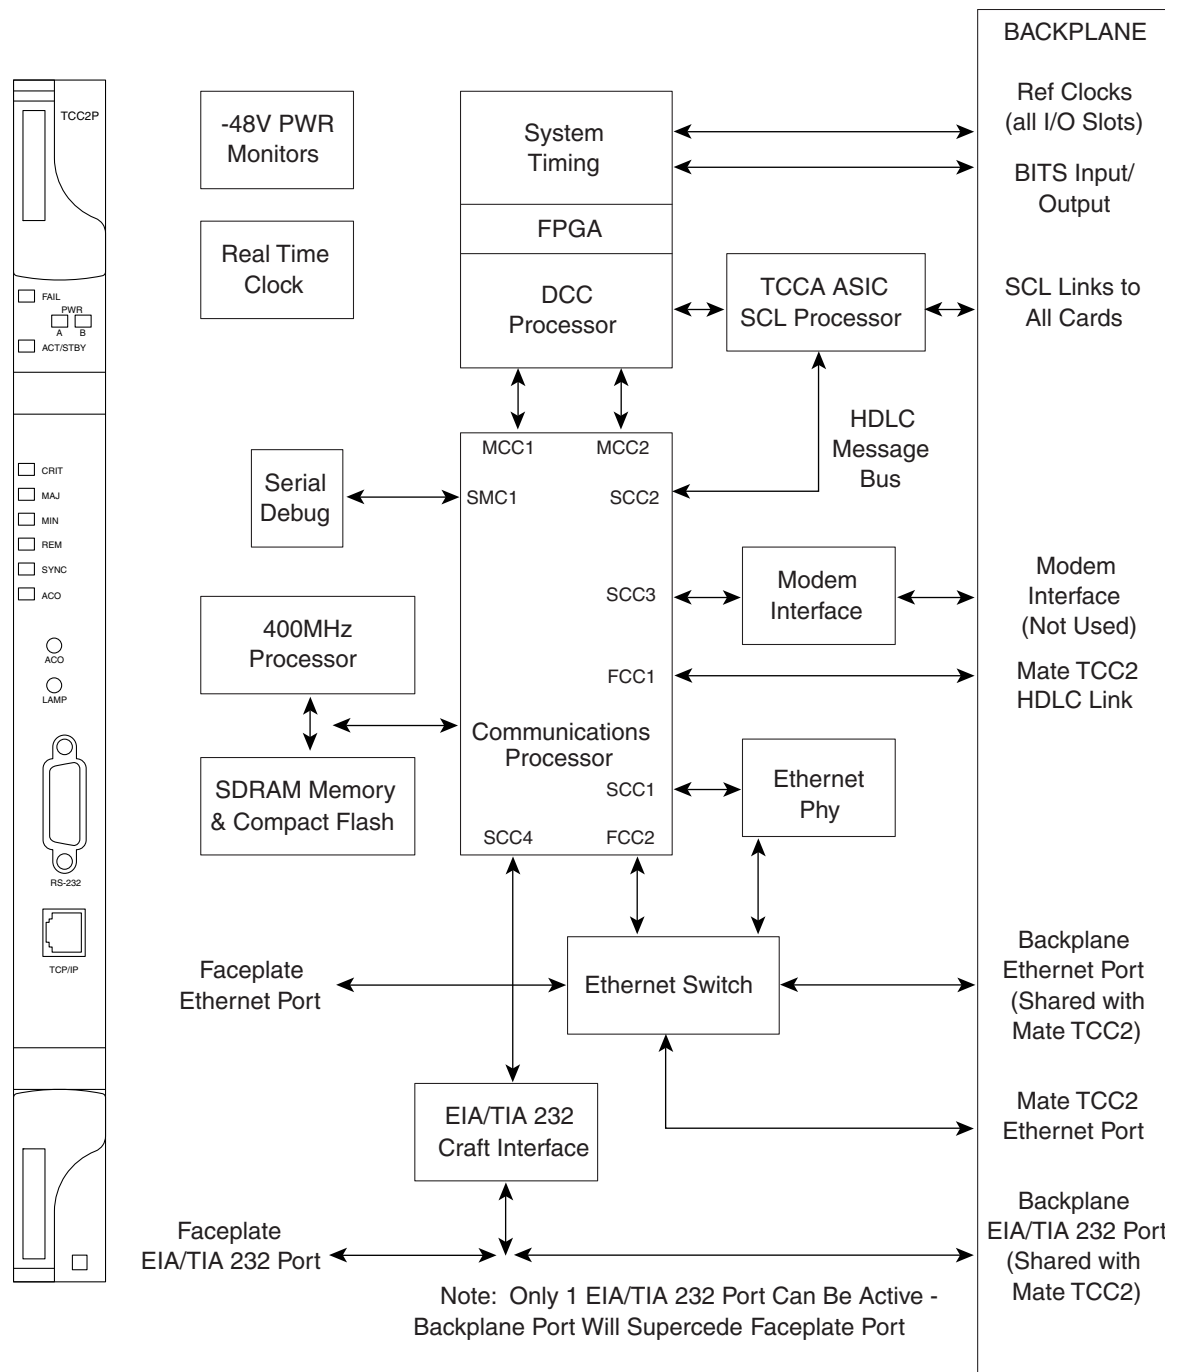 BACKPLANE
TCC2P
FAIL
PWR
A B
ACT/STBY
CRIT
MAJ
MIN
REM
SYNC
ACO
ACO
LAMP
RS-232
TCP/IP
-48V PWR
Monitors
Real Time
Clock
System
Timing
FPGA
DCC
Processor
TCCA ASIC
SCL Processor
Ref Clocks
(all I/O Slots)
BITS Input/
Output
SCL Links to
All Cards
HDLC
Message
Bus
MCC1
MCC2
Serial
Debug
SMC1
SCC2
SCC3
Modem
Interface
Modem
Interface
(Not Used)
400MHz
Processor
FCC1
Mate TCC2
HDLC Link
Communications
Processor
SDRAM Memory
& Compact Flash
SCC1
Ethernet
Phy
SCC4
FCC2
Faceplate
Ethernet Port
Ethernet Switch
Backplane
Ethernet Port
(Shared with
Mate TCC2)
EIA/TIA 232
Craft Interface
Mate TCC2
Ethernet Port
Faceplate
EIA/TIA 232 Port
Backplane
EIA/TIA 232 Port
(Shared with
Mate TCC2)
Note: Only 1 EIA/TIA 232 Port Can Be Active -
Backplane Port Will Supercede Faceplate Port